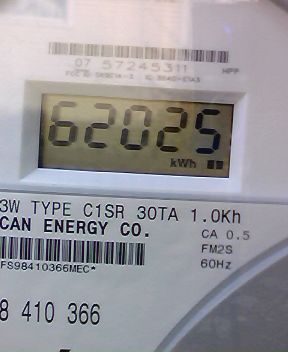 07 57245311
HPP
62025
kWh
3W TYPE C1SR 30TA 1.0Kh
CAN ENERGY CO.
CA 0.5
FM2S
60Hz
FS98410366MEC*
8 410 366